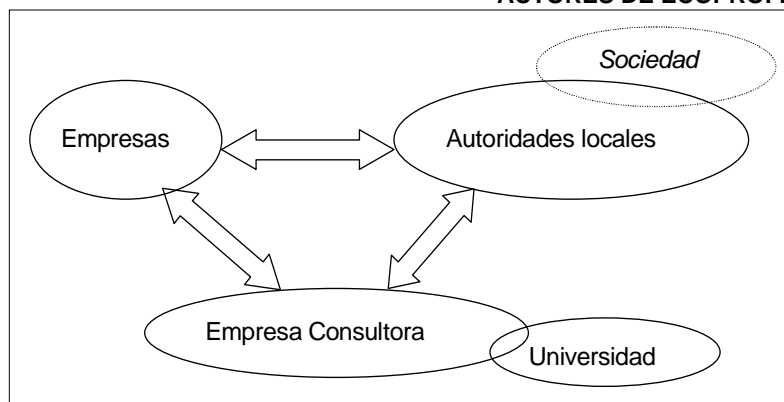 Sociedad
Empresas
Autoridades locales
Empresa Consultora
Universidad